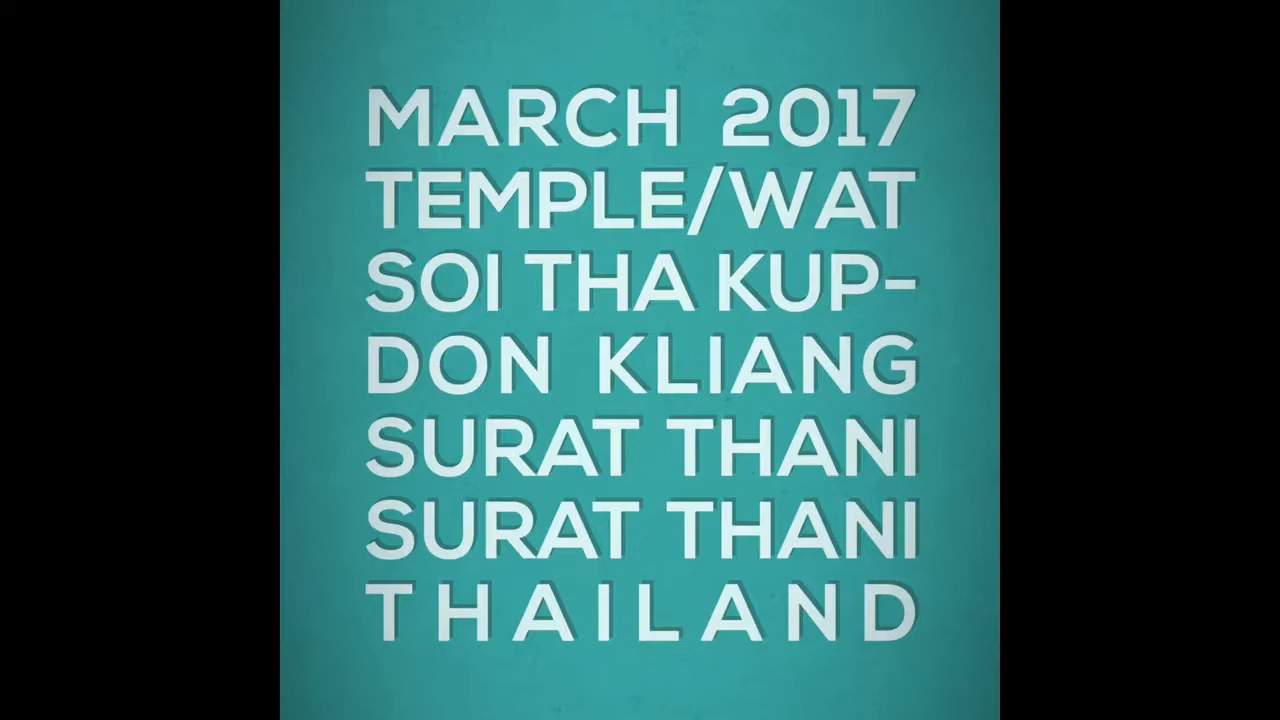 MARCH 2017
TEMPLE/WAT
SOI THA KUP-
DON KLIANG
SURAT THANI
SURAT THANI
THAILAND